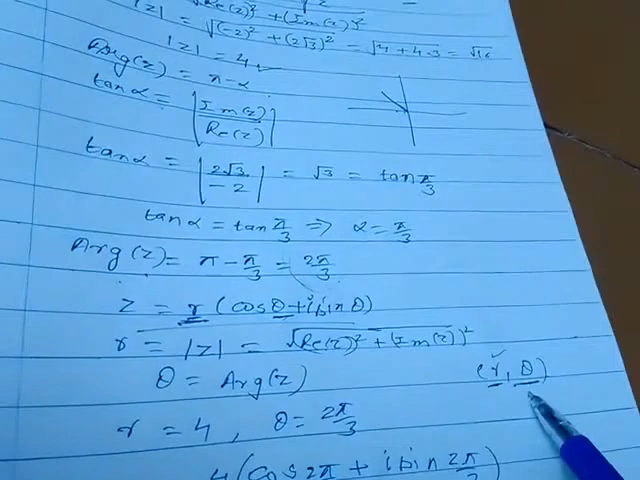 |z| = √Re(z)² + (Im(z))²
= √(-2)² + (2√3)² = √4 + 4·3 = √16
|z| = 4 ✓
Arg(z) = π - α
tan α = |Im(z)/Re(z)|
tan α = |2√3/-2| = √3 = tan π/3
tan α = tan π/3 ⇒ α = π/3
Arg(z) = π - π/3 = 2π/3
z = r (cos θ + i sin θ)
r = |z| = √Re(z)² + (Im(z))²
θ = Arg(z)
(r, θ)
r = 4, θ = 2π/3
4(cos 2π + i sin 2π/3)